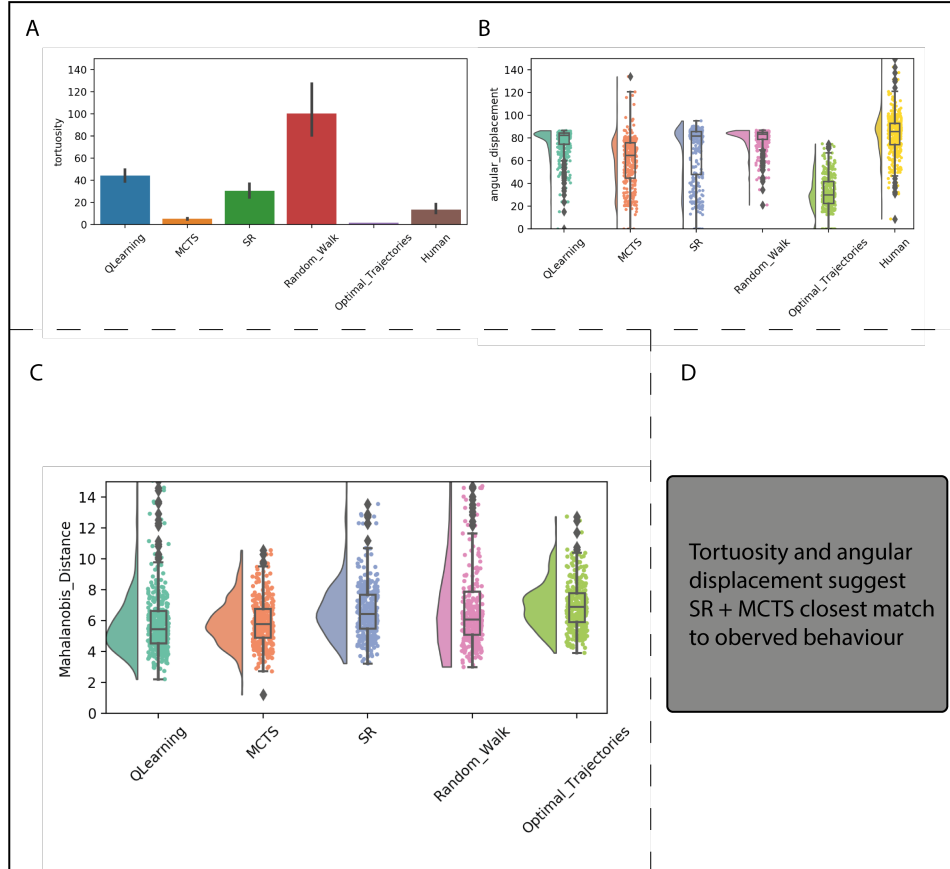 A
B
140
120
100
80
60
40
20
0
tortuosity
QLearning
MCTS
SR
Random_Walk
Optimal_Trajectories
Human
140
120
100
80
60
40
20
0
angular_displacement
QLearning
MCTS
SR
Random_Walk
Optimal_Trajectories
Human
C
14
12
10
8
6
4
2
0
Mahalanobis_Distance
QLearning
MCTS
SR
Random_Walk
Optimal_Trajectories
D
Tortuosity and angular
displacement suggest
SR + MCTS closest match
to oberved behaviour